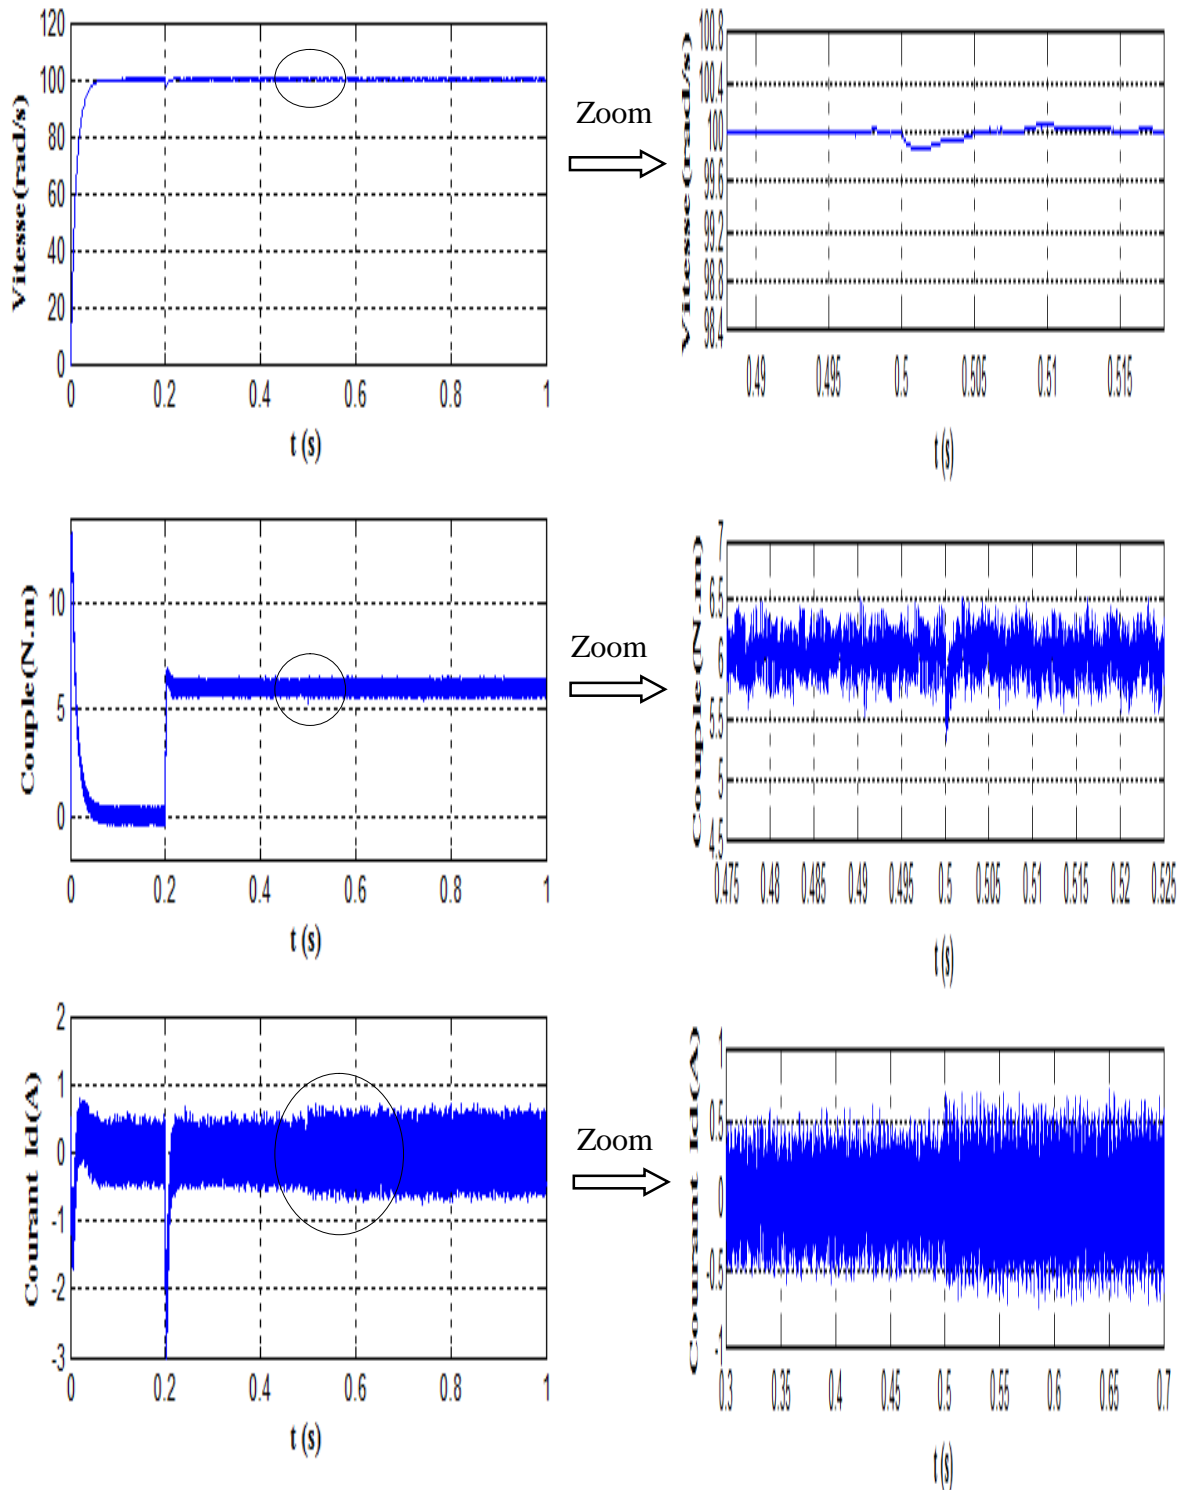 120
100
80
60
40
20
0
Vitesse(rad/s)
0 0.2 0.4 0.6 0.8 1
t (s)
Zoom
100.8
100.4
100
99.6
99.2
98.8
98.4
Vitesse(rad/s)
0.49 0.495 0.5 0.505 0.51 0.515
t (s)
10
5
0
Couple(N.m)
0 0.2 0.4 0.6 0.8 1
t (s)
Zoom
7
6.5
6
5.5
5
4.5
Couple(N.m)
0.475 0.48 0.485 0.49 0.495 0.5 0.505 0.51 0.515 0.52 0.525
t (s)
2
1
0
-1
-2
-3
Courant Id(A)
0 0.2 0.4 0.6 0.8 1
t (s)
Zoom
1
0.5
0
-0.5
-1
Courant Id(A)
0.3 0.35 0.4 0.45 0.5 0.55 0.6 0.65 0.7
t (s)